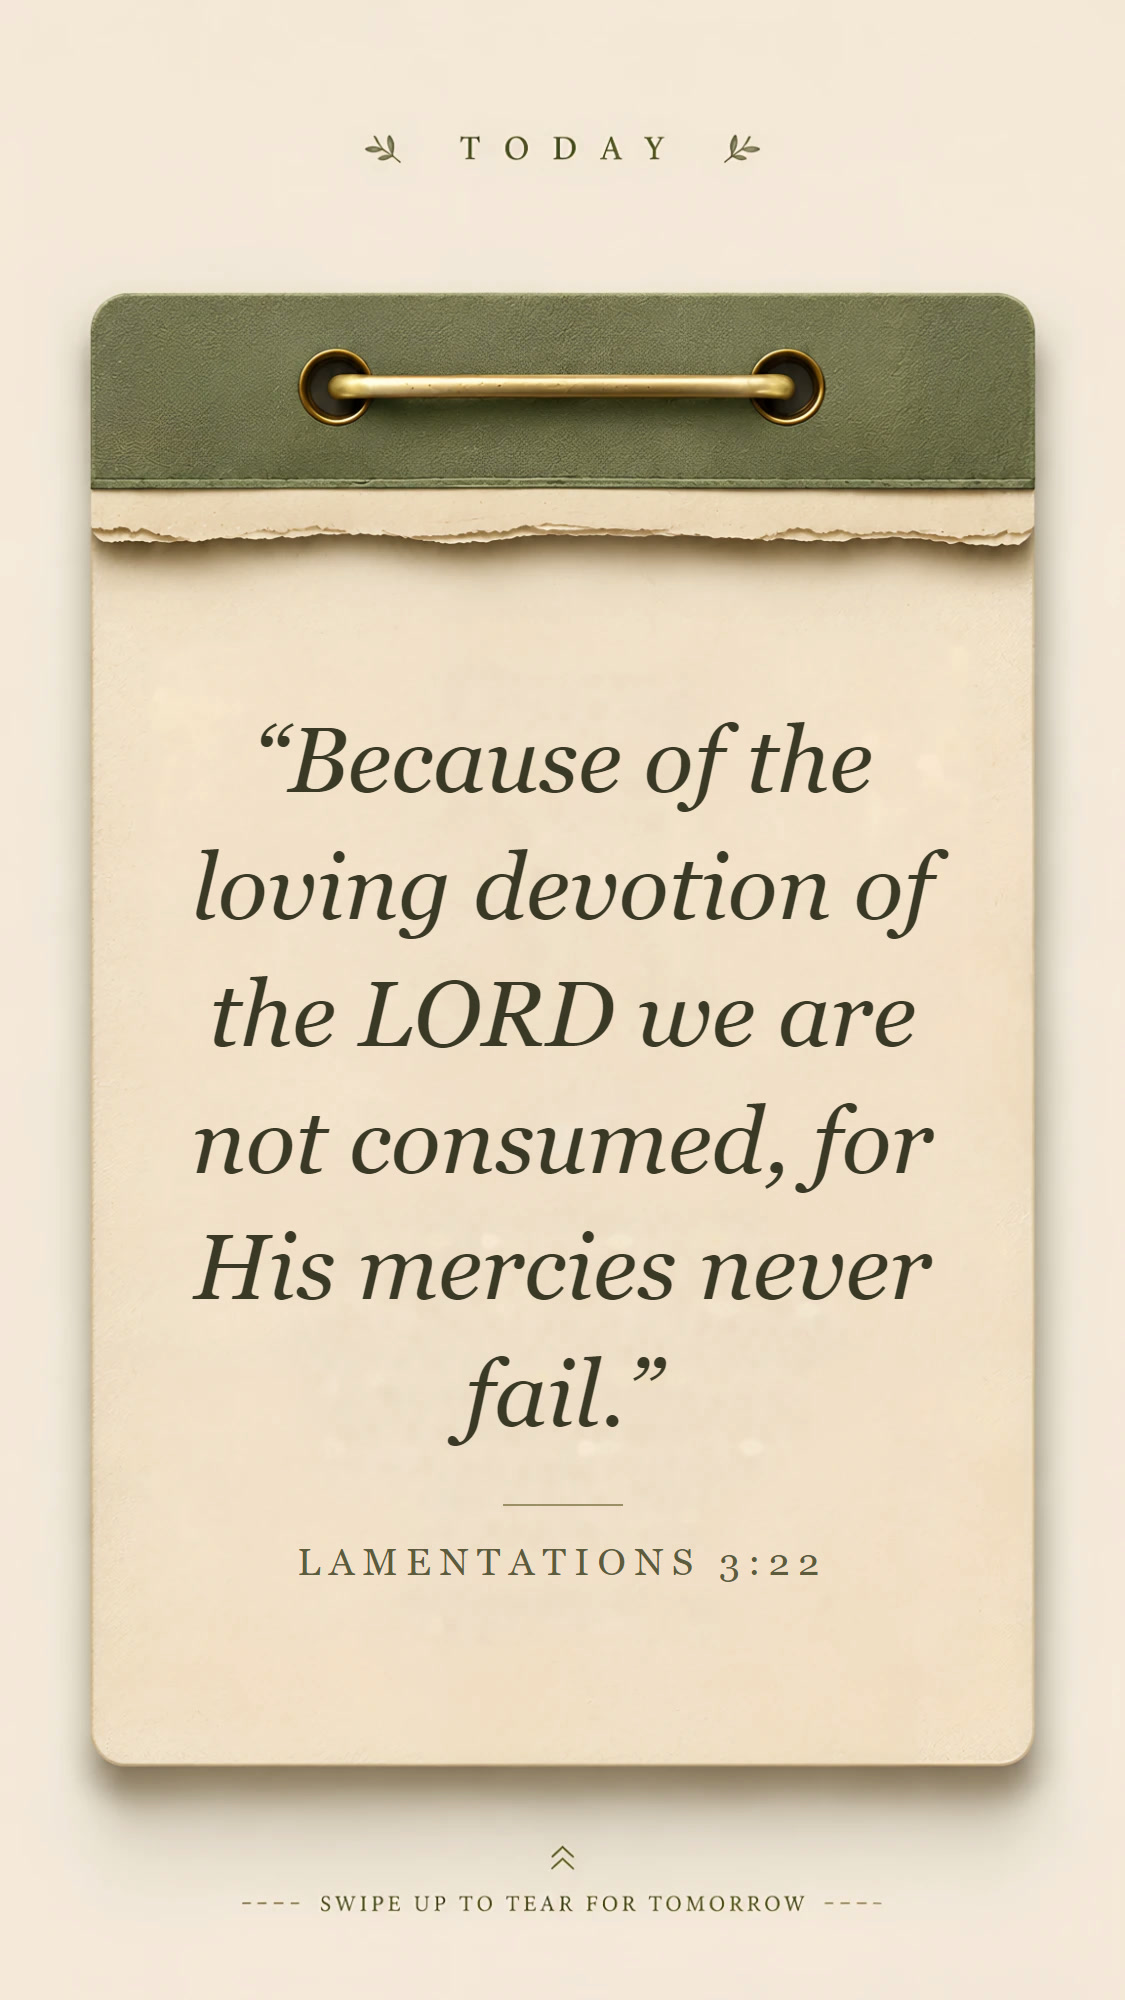 TODAY
“Because of the
loving devotion of
the LORD we are
not consumed, for
His mercies never
fail.”
LAMENTATIONS 3:22
SWIPE UP TO TEAR FOR TOMORROW